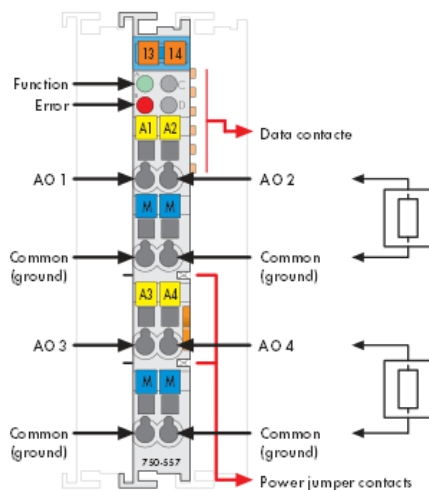 13 14
Function
Error
A1 A2
Data contacte
AO 1
AO 2
M M
Common
(ground)
Common
(ground)
A3 A4
AO 3
AO 4
M M
Common
(ground)
Common
(ground)
750-557
Power jumper contacts